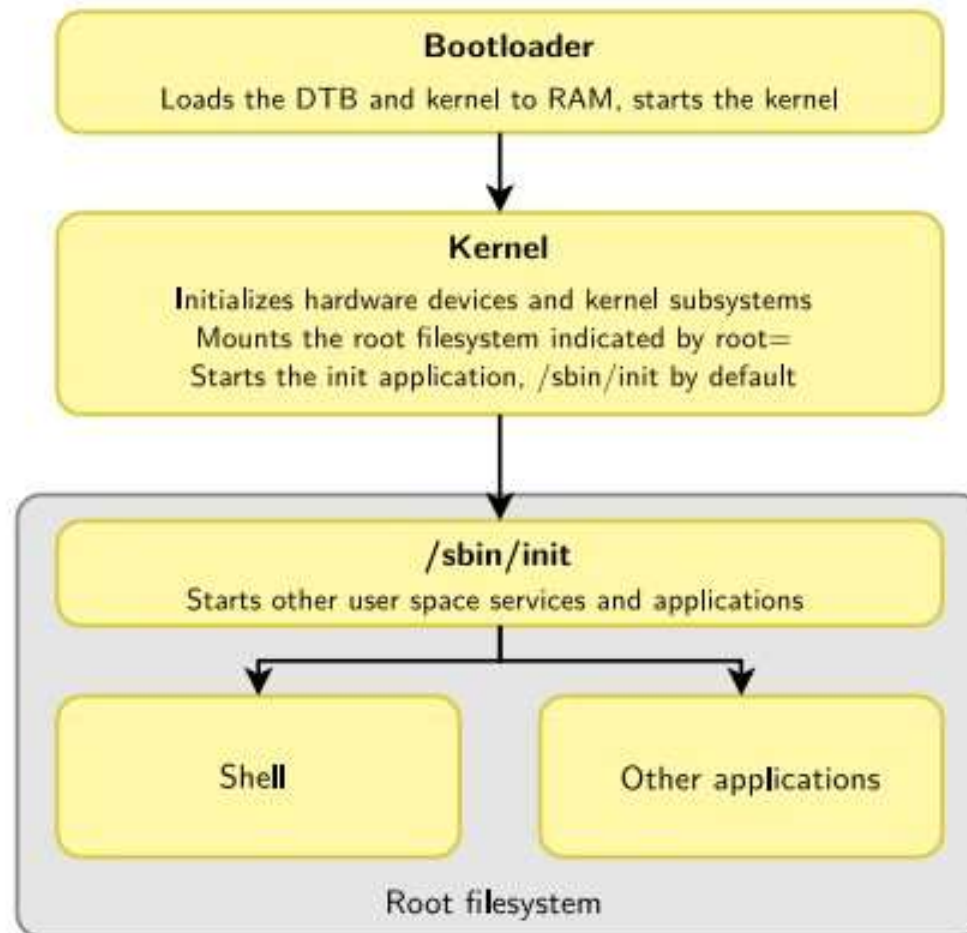 Bootloader
Loads the DTB and kernel to RAM, starts the kernel
Kernel
Initializes hardware devices and kernel subsystems
Mounts the root filesystem indicated by root=
Starts the init application, /sbin/init by default
/sbin/init
Starts other user space services and applications
Shell
Other applications
Root filesystem